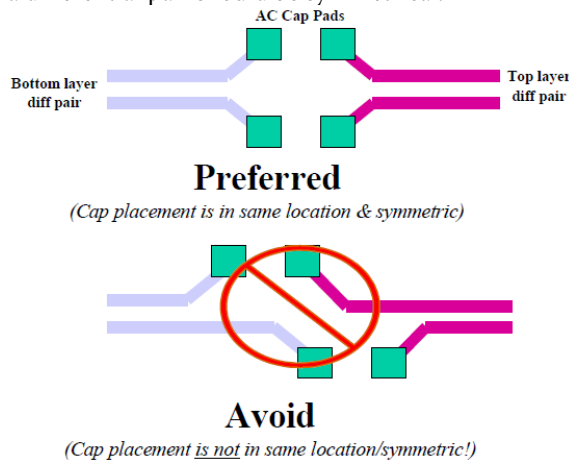 AC Cap Pads
Bottom layer
diff pair
Top layer
diff pair
Preferred
(Cap placement is in same location & symmetric)
Avoid
(Cap placement is not in same location/symmetric!)